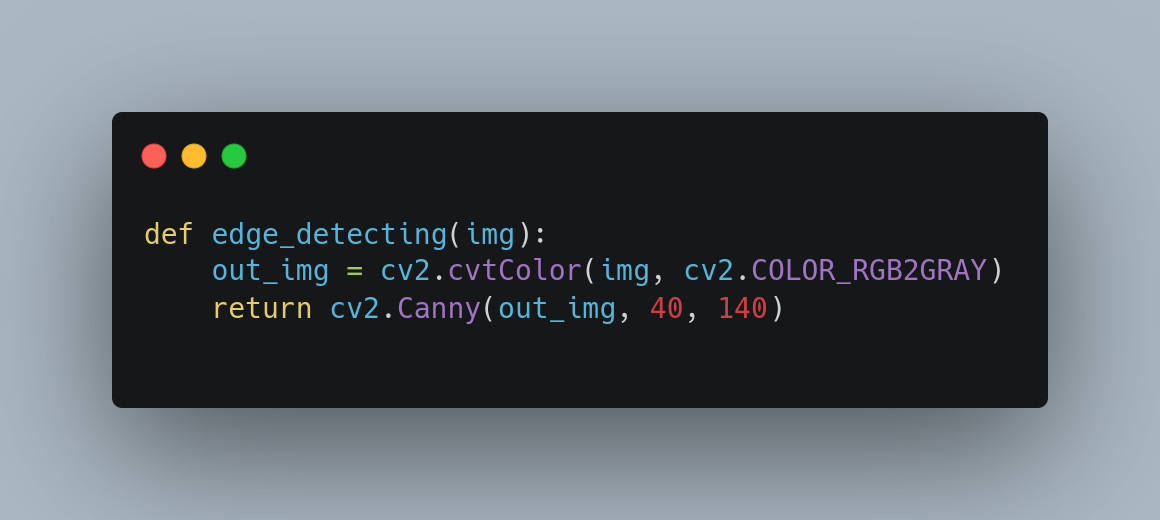 def edge_detecting(img):
    out_img = cv2.cvtColor(img, cv2.COLOR_RGB2GRAY)
    return cv2.Canny(out_img, 40, 140)